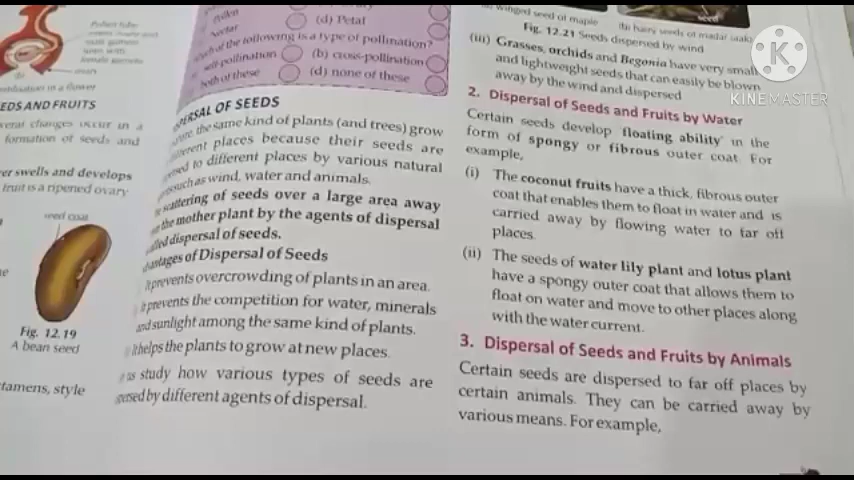 Pollen tube
ovary
(b)
in a flower
EDS AND FRUITS
several changes occur in a
formation of seeds and
er swells and develops
fruit is a ripened ovary
seed coat
Fig. 12.19
A bean seed
stamens, style
Pollen
Nectar
(d) Petal
of the following is a type of pollination?
self-pollination
(b) cross-pollination
both of these
(d) none of these
ERSAL OF SEEDS
the same kind of plants (and trees) grow
different places because their seeds are
to different places by various natural
such as wind, water and animals.
scattering of seeds over a large area away
the mother plant by the agents of dispersal
called dispersal of seeds.
Advantages of Dispersal of Seeds
It prevents overcrowding of plants in an area.
It prevents the competition for water, minerals
and sunlight among the same kind of plants.
It helps the plants to grow at new places.
us study how various types of seeds are
by different agents of dispersal.
winged seed of maple
(b) hairy seeds of madar (aak)
seed
Fig. 12.21 Seeds dispersed by wind
(iii) Grasses, orchids and Begonia have very small
and lightweight seeds that can easily be blown
away by the wind and dispersed
2. Dispersal of Seeds and Fruits by Water
Certain seeds develop floating ability in the
form of spongy or fibrous outer coat. For
example,
(i) The coconut fruits have a thick, fibrous outer
coat that enables them to float in water and is
carried away by flowing water to far off
places.
(ii) The seeds of water lily plant and lotus plant
have a spongy outer coat that allows them to
float on water and move to other places along
with the water current.
3. Dispersal of Seeds and Fruits by Animals
Certain seeds are dispersed to far off places by
certain animals. They can be carried away by
various means. For example,
K
KINEMASTER